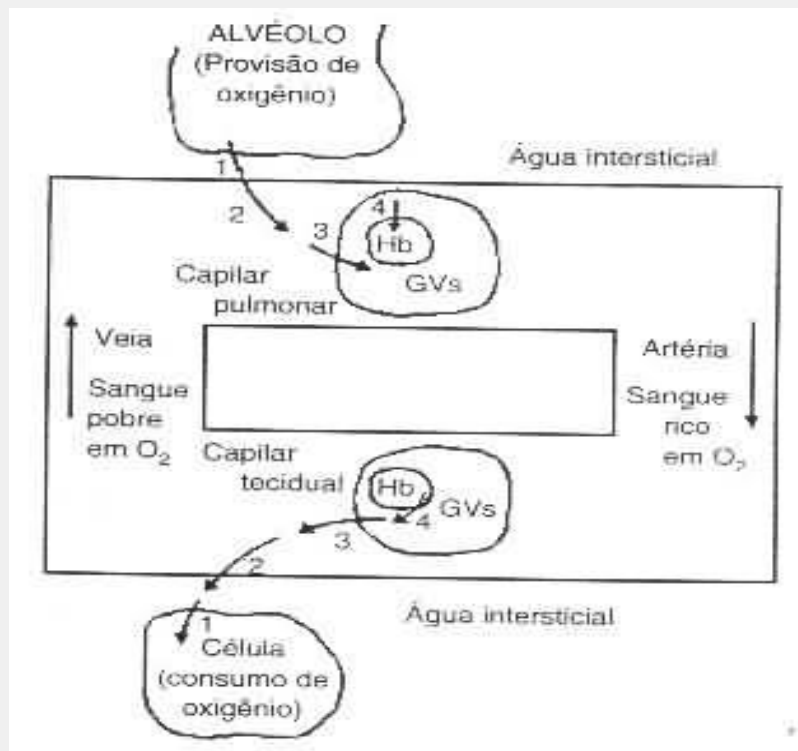 ALVÉOLO
(Provisão de
oxigênio)
Água intersticial
1
2
3
4
Hb
GVs
Capilar
pulmonar
Veia
Sangue
pobre
em O₂
Artéria
Sangue
rico
em O₂
Capilar
tecidual
Hb
GVs
4
3
2
1
Água intersticial
Célula
(consumo de
oxigênio)